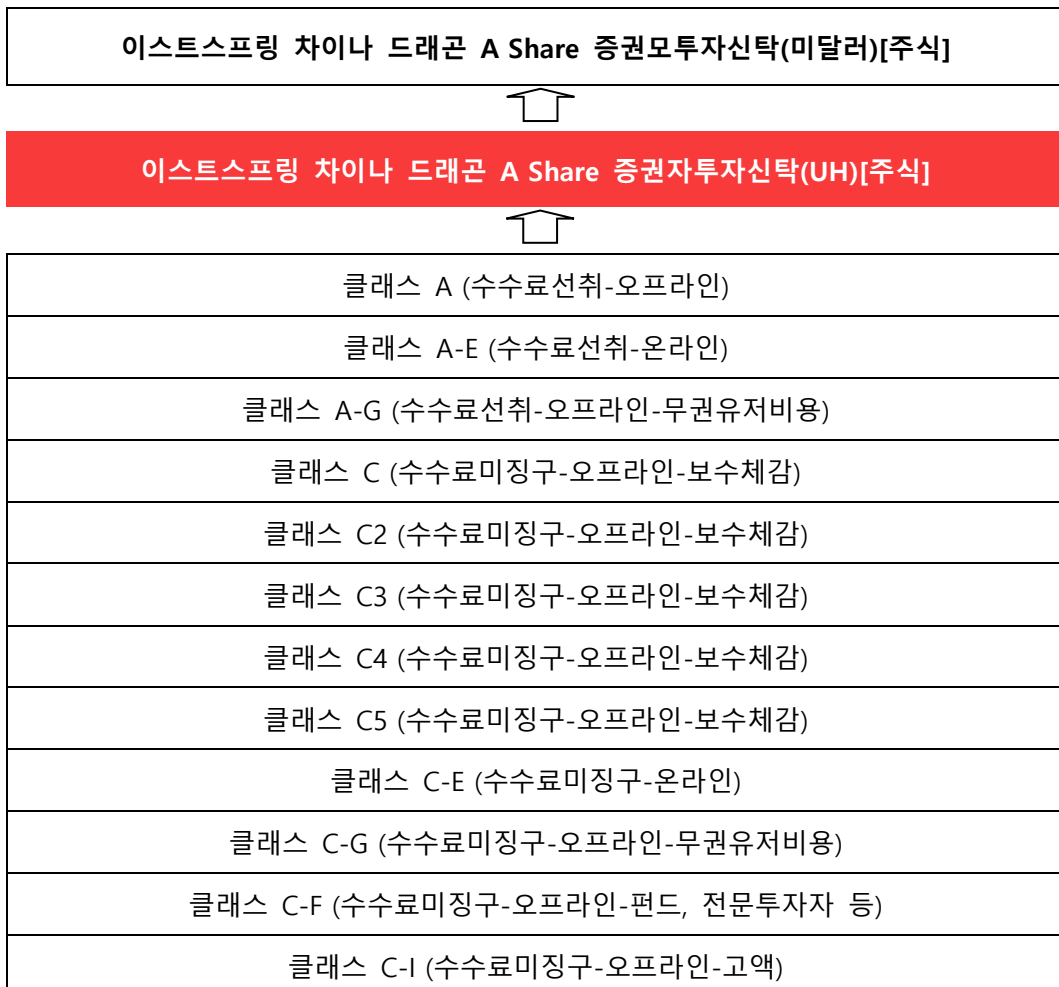 이스트스프링 차이나 드래곤 A Share 증권모투자신탁(미달러)[주식]
이스트스프링 차이나 드래곤 A Share 증권자투자신탁(UH)[주식]
클래스 A (수수료선취-오프라인)
클래스 A-E (수수료선취-온라인)
클래스 A-G (수수료선취-오프라인-무권유저비용)
클래스 C (수수료미징구-오프라인-보수체감)
클래스 C2 (수수료미징구-오프라인-보수체감)
클래스 C3 (수수료미징구-오프라인-보수체감)
클래스 C4 (수수료미징구-오프라인-보수체감)
클래스 C5 (수수료미징구-오프라인-보수체감)
클래스 C-E (수수료미징구-온라인)
클래스 C-G (수수료미징구-오프라인-무권유저비용)
클래스 C-F (수수료미징구-오프라인-펀드, 전문투자자 등)
클래스 C-I (수수료미징구-오프라인-고액)